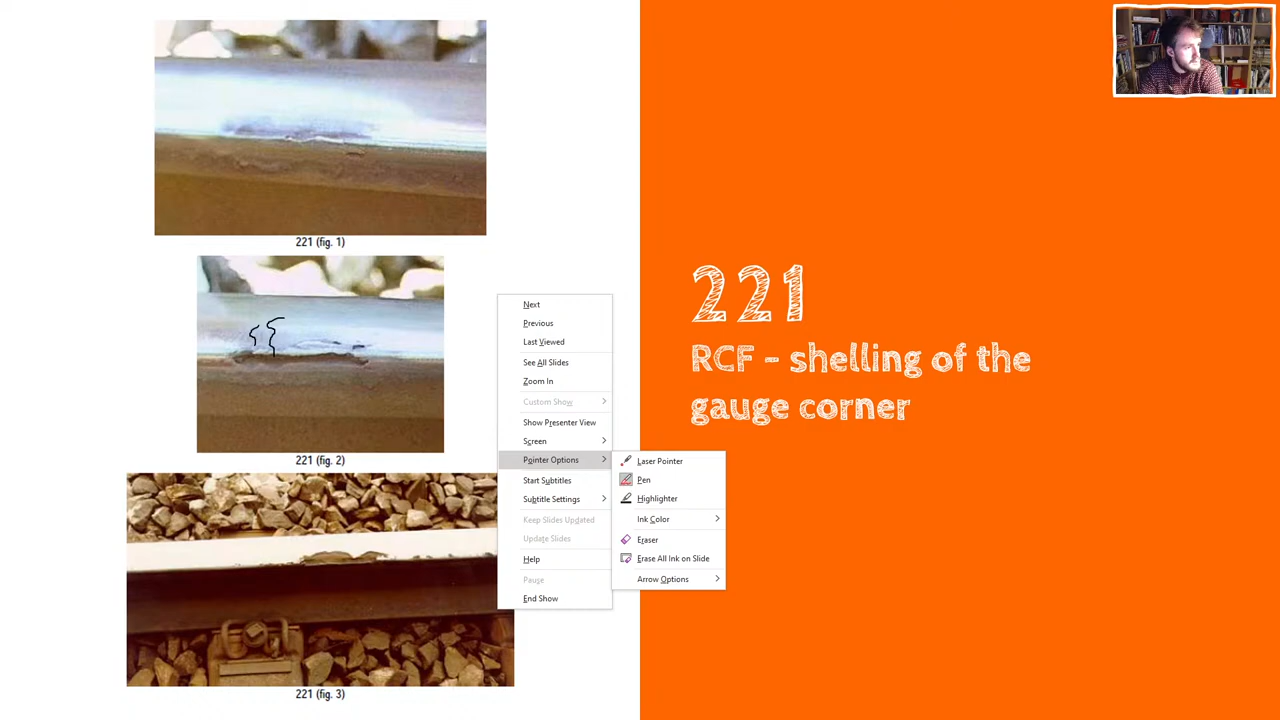 221 (fig. 1)
221 (fig. 2)
221 (fig. 3)
Next
Previous
Last Viewed
See All Slides
Zoom In
Custom Show
Show Presenter View
Screen
Pointer Options
Start Subtitles
Subtitle Settings
Keep Slides Updated
Update Slides
Help
Pause
End Show
Laser Pointer
Pen
Highlighter
Ink Color
Eraser
Erase All Ink on Slide
Arrow Options
221
RCF - shelling of the
gauge corner